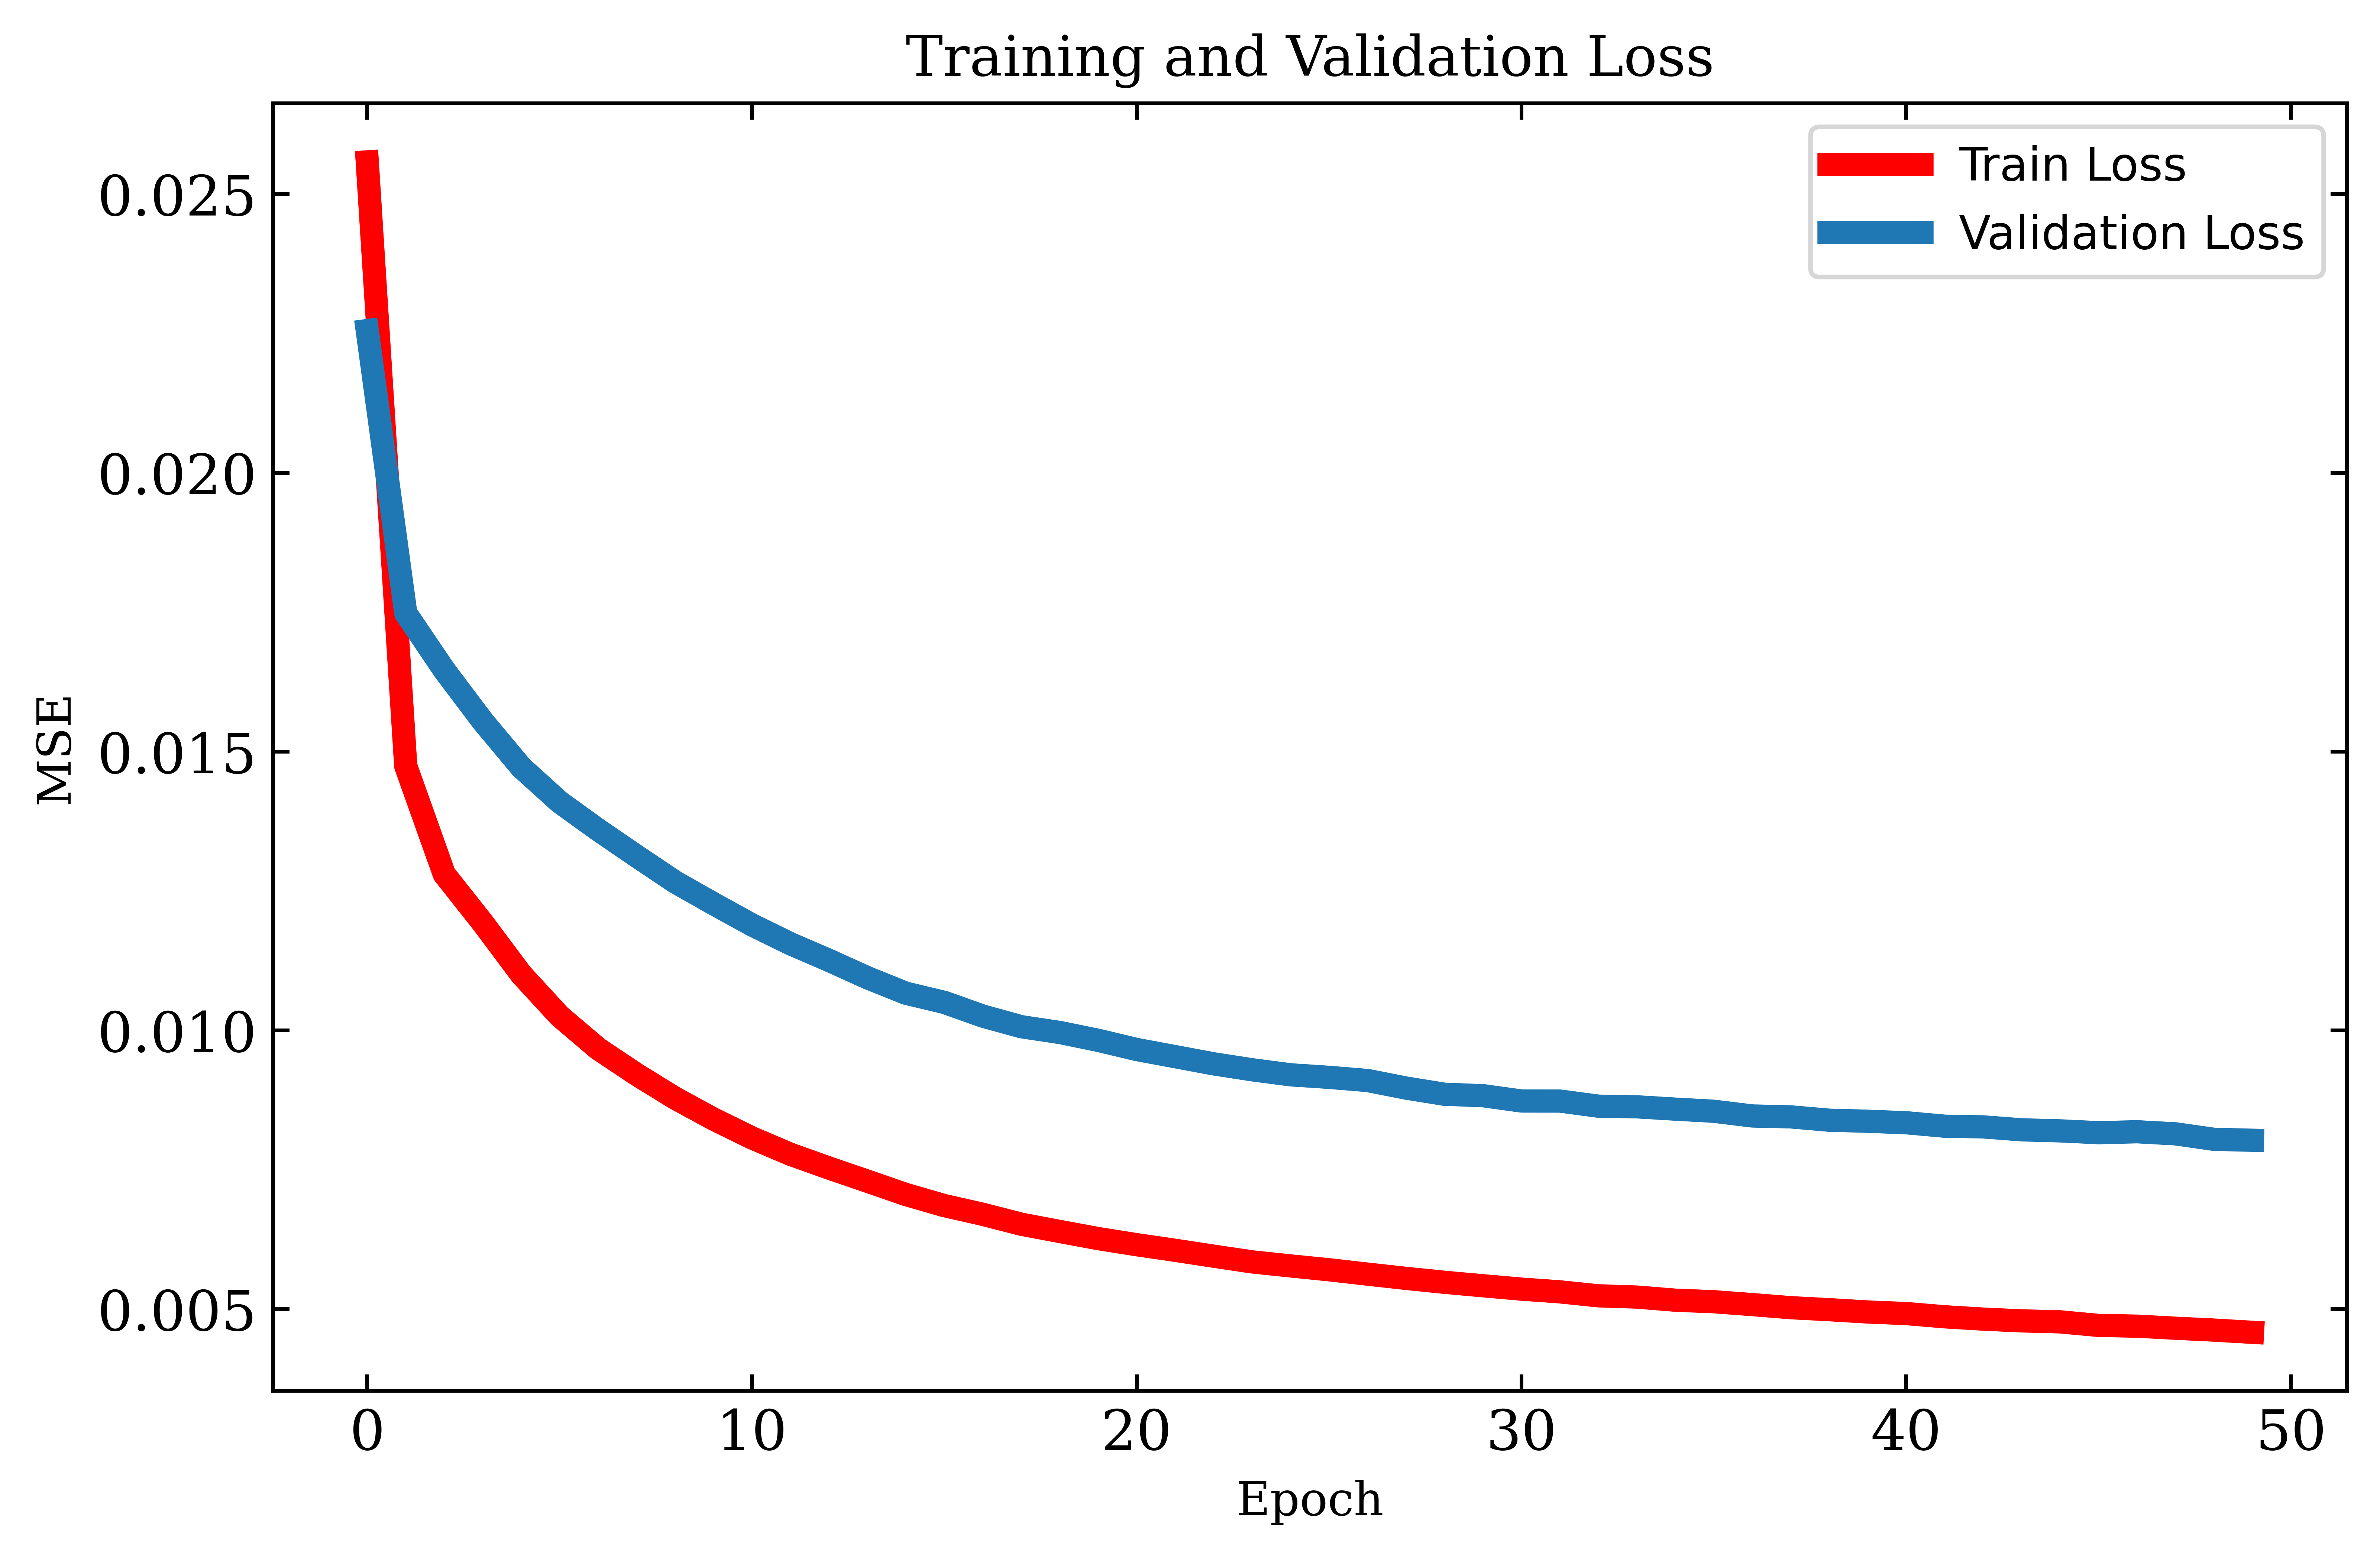 Training and Validation Loss
Train Loss
Validation Loss
0.025
0.020
0.015
0.010
0.005
MSE
0 10 20 30 40 50
Epoch